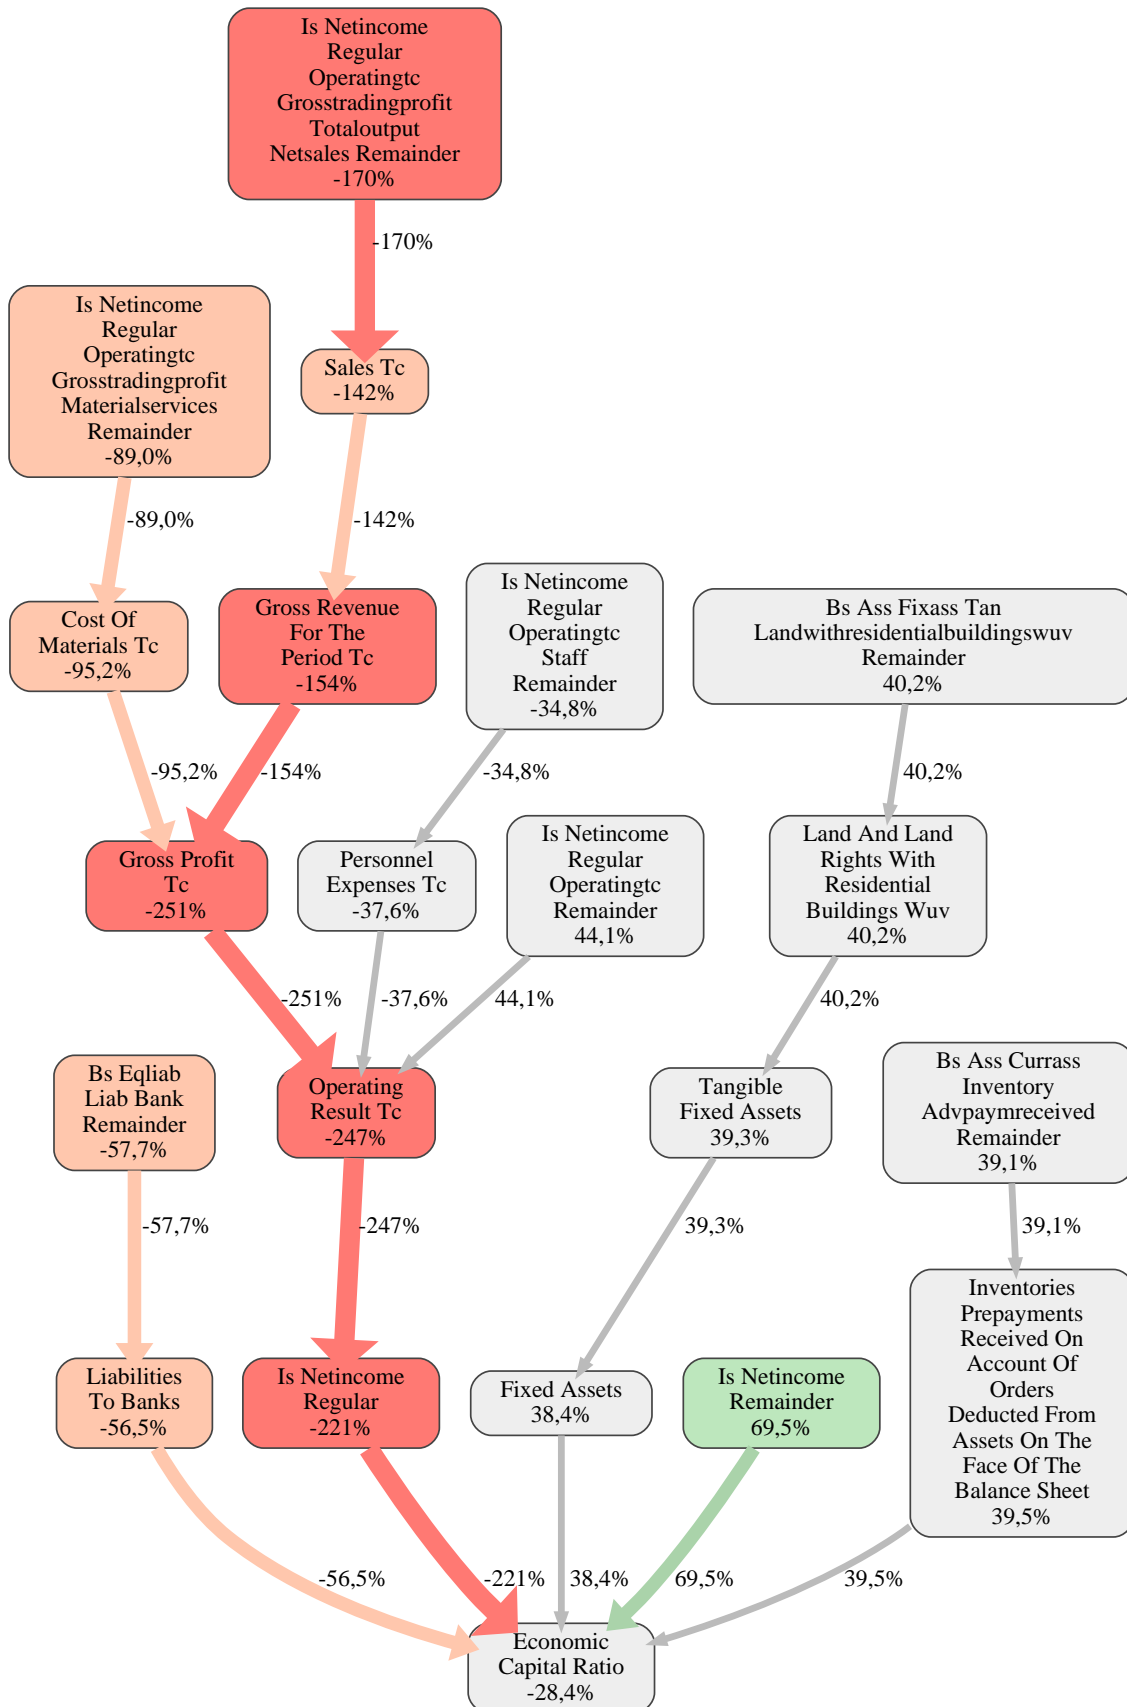 Is Netincome
Regular
Operatingtc
Grosstradingprofit
Totaloutput
Netsales Remainder
-170%
-170%
Is Netincome
Regular
Operatingtc
Grosstradingprofit
Materialservices
Remainder
-89,0%
Sales Tc
-142%
-89,0%
-142%
Cost Of
Materials Tc
-95,2%
Gross Revenue
For The
Period Tc
-154%
Is Netincome
Regular
Operatingtc
Staff
Remainder
-34,8%
Bs Ass Fixass Tan
Landwithresidentialbuildingswuv
Remainder
40,2%
-95,2%
-154%
-34,8%
40,2%
Gross Profit
Tc
-251%
Personnel
Expenses Tc
-37,6%
Is Netincome
Regular
Operatingtc
Remainder
44,1%
Land And Land
Rights With
Residential
Buildings Wuv
40,2%
-251%
-37,6%
44,1%
40,2%
Bs Eqliab
Liab Bank
Remainder
-57,7%
Operating
Result Tc
-247%
Tangible
Fixed Assets
39,3%
Bs Ass Currass
Inventory
Advpaymreceived
Remainder
39,1%
-57,7%
-247%
39,3%
39,1%
Liabilities
To Banks
-56,5%
Is Netincome
Regular
-221%
Fixed Assets
38,4%
Is Netincome
Remainder
69,5%
Inventories
Prepayments
Received On
Account Of
Orders
Deducted From
Assets On The
Face Of The
Balance Sheet
39,5%
-56,5%
-221%
38,4%
69,5%
39,5%
Economic
Capital Ratio
-28,4%